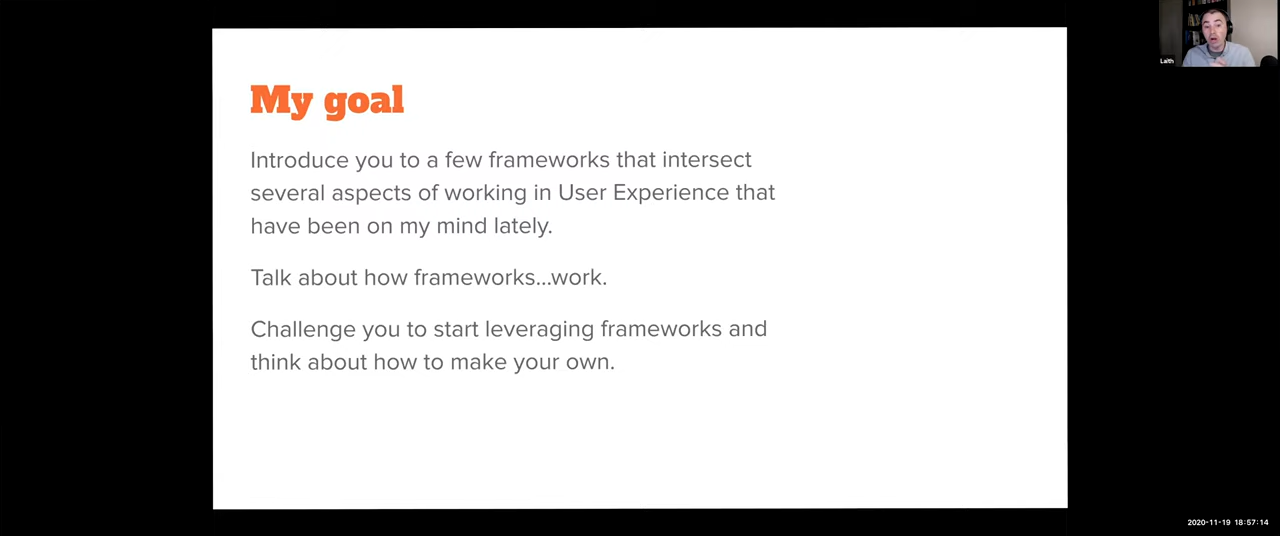 My goal
Introduce you to a few frameworks that intersect
several aspects of working in User Experience that
have been on my mind lately.
Talk about how frameworks...work.
Challenge you to start leveraging frameworks and
think about how to make your own.
Laith
2020-11-19 18:57:14